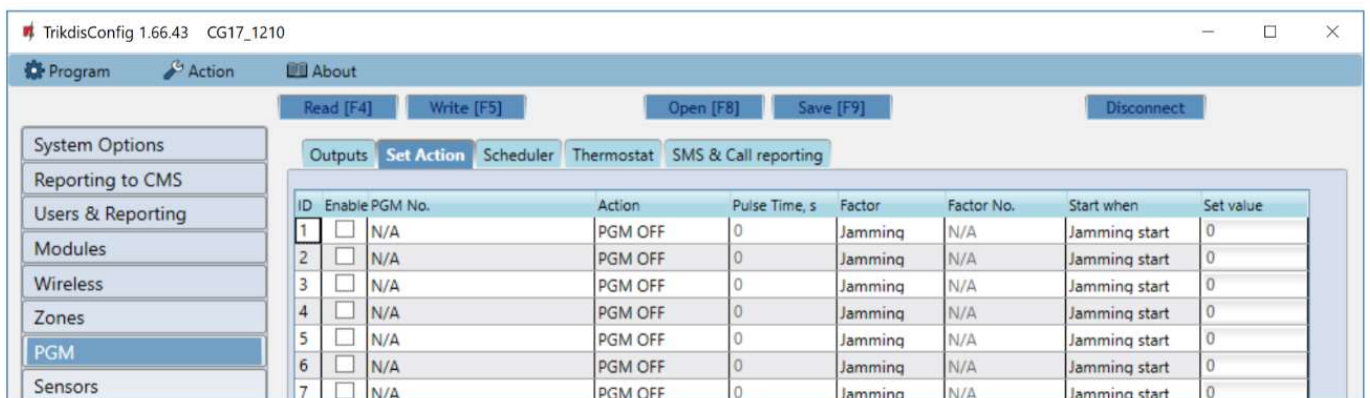 TrikdisConfig 1.66.43 CG17_1210
Program Action About
Read [F4] Write [F5] Open [F8] Save [F9] Disconnect
System Options
Reporting to CMS
Users & Reporting
Modules
Wireless
Zones
PGM
Sensors
Outputs Set Action Scheduler Thermostat SMS & Call reporting
ID Enable PGM No. Action Pulse Time, s Factor Factor No. Start when Set value
1 N/A PGM OFF 0 Jamming N/A Jamming start 0
2 N/A PGM OFF 0 Jamming N/A Jamming start 0
3 N/A PGM OFF 0 Jamming N/A Jamming start 0
4 N/A PGM OFF 0 Jamming N/A Jamming start 0
5 N/A PGM OFF 0 Jamming N/A Jamming start 0
6 N/A PGM OFF 0 Jamming N/A Jamming start 0
7 N/A PGM OFF 0 Jamming N/A Jamming start 0